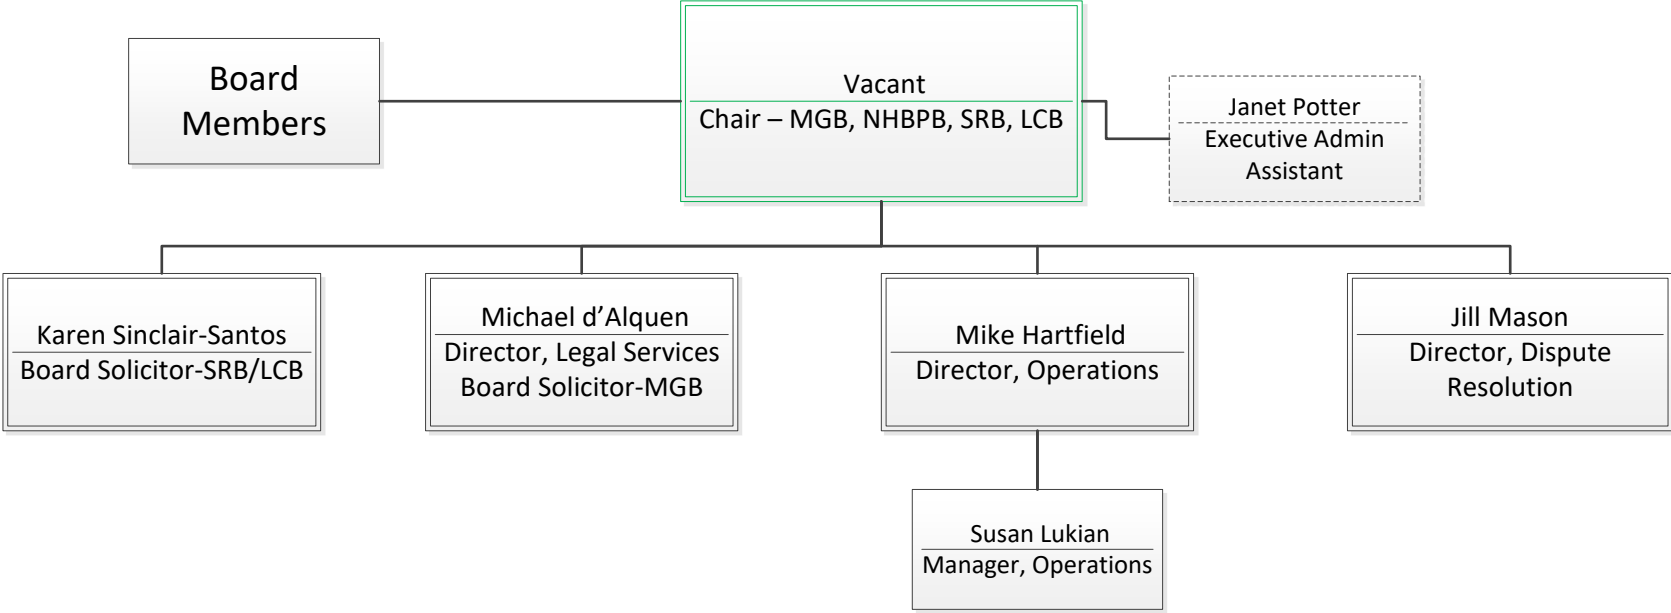 Board
Members
Vacant
Chair – MGB, NHBPB, SRB, LCB
Janet Potter
Executive Admin
Assistant
Karen Sinclair-Santos
Board Solicitor-SRB/LCB
Michael d’Alquen
Director, Legal Services
Board Solicitor-MGB
Mike Hartfield
Director, Operations
Jill Mason
Director, Dispute
Resolution
Susan Lukian
Manager, Operations